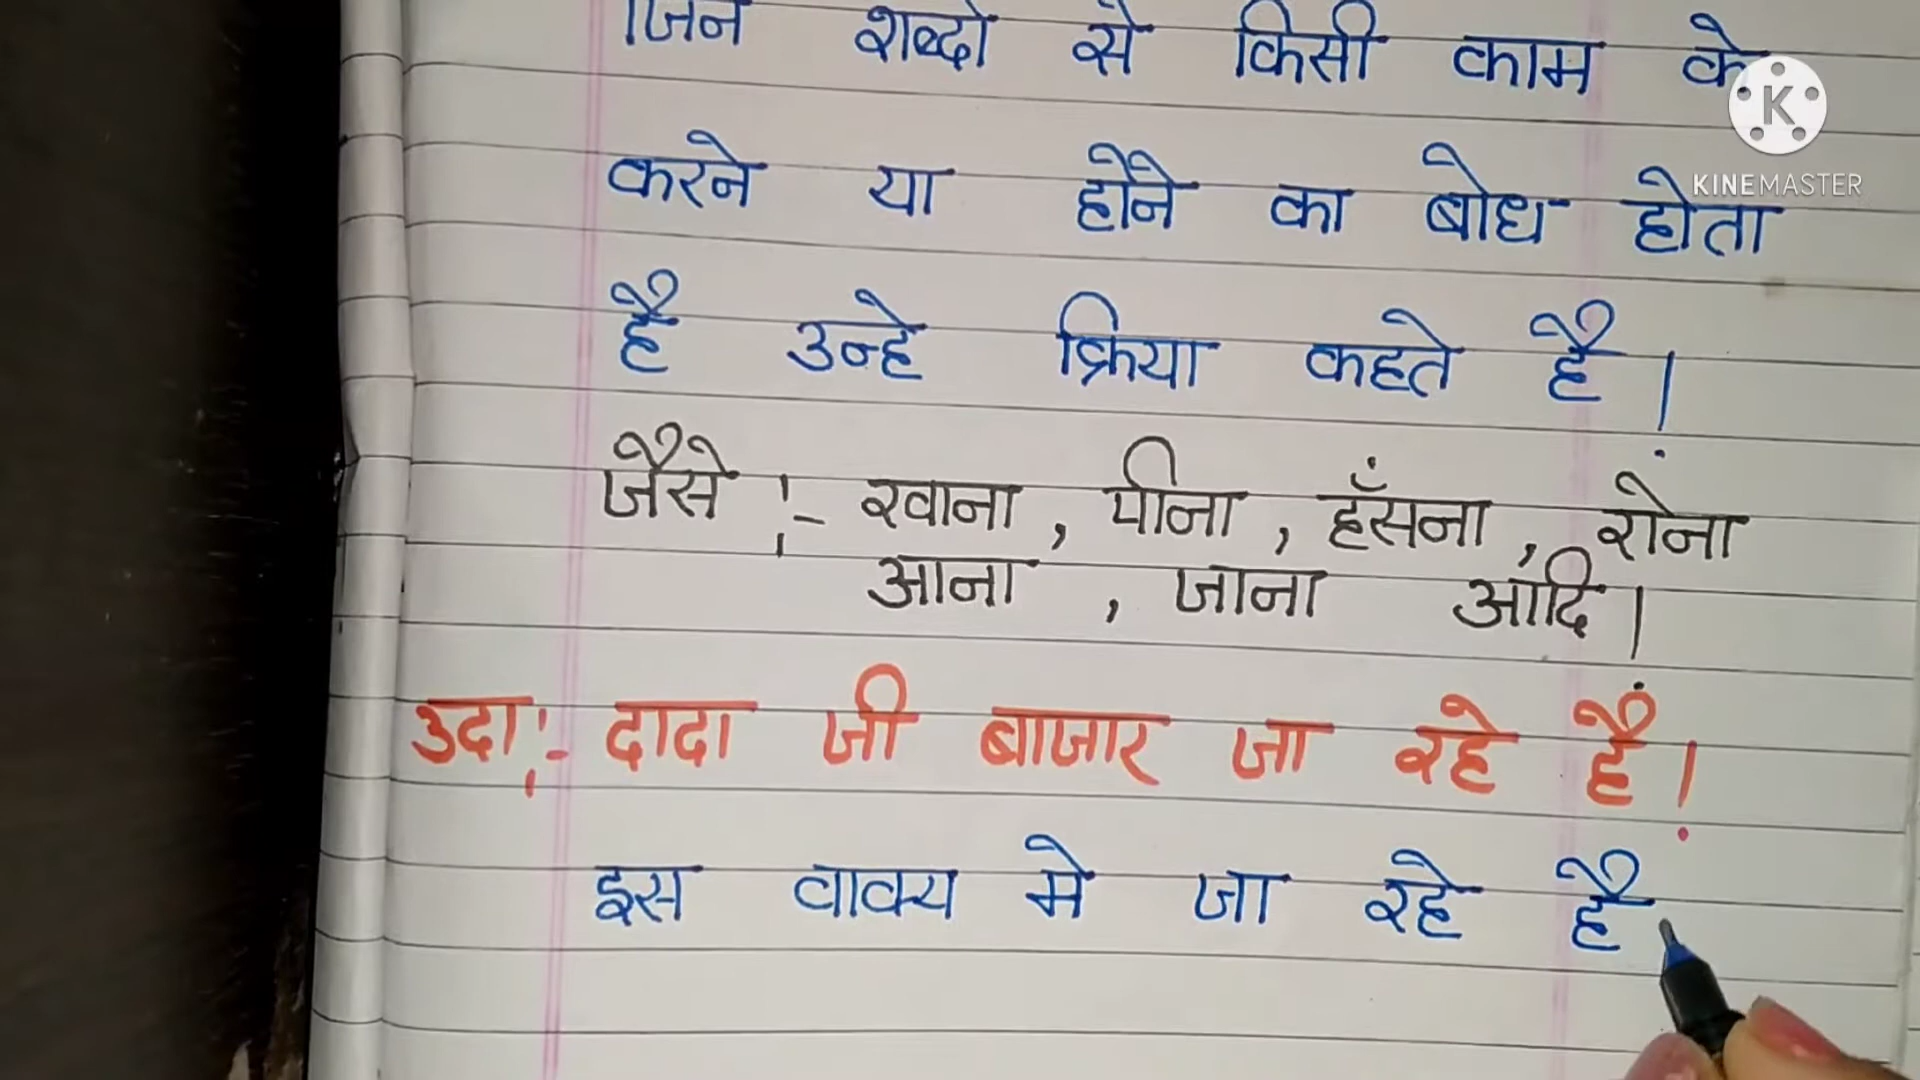 जिन शब्दो से किसी काम के
करने या होने का बोध होता
है उन्हे क्रिया कहते है।
जैसे :- खाना , पीना , हँसना , रोना
आना , जाना आदि।
उदा :- दादा जी बाजार जा रहे हैं।
इस वाक्य मे जा रहे है
K
KINEMASTER